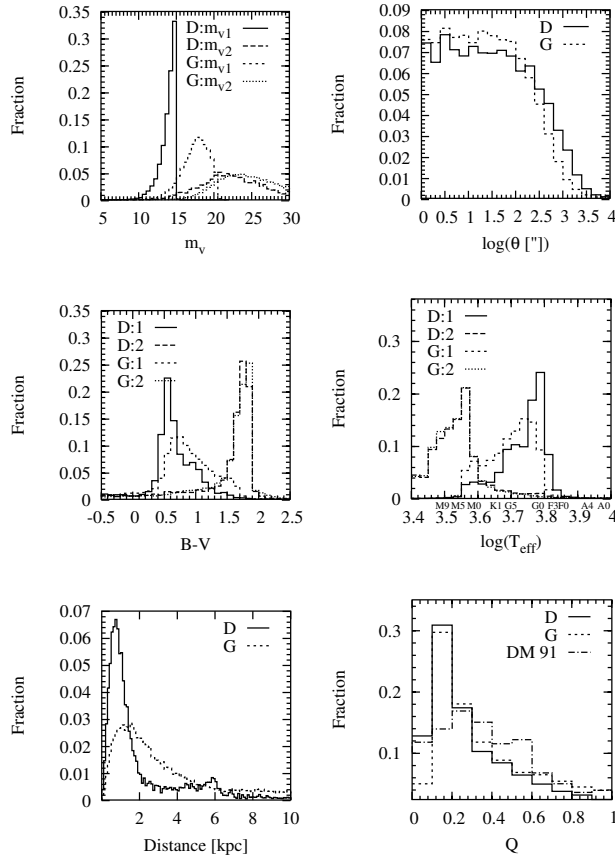 D:m_v1
D:m_v2
G:m_v1
G:m_v2
0.35
0.3
0.25
0.2
0.15
0.1
0.05
0
5 10 15 20 25 30
Fraction
m_v
D
G
0.09
0.08
0.07
0.06
0.05
0.04
0.03
0.02
0.01
0
0 0.5 1 1.5 2 2.5 3 3.5 4
Fraction
log(θ ["])
D:1
D:2
G:1
G:2
0.35
0.3
0.25
0.2
0.15
0.1
0.05
0
-0.5 0 0.5 1 1.5 2 2.5
Fraction
B-V
D:1
D:2
G:1
G:2
0.3
0.2
0.1
0
M9 M5 M0 K1 G5 G0 F3F0 A4 A0
3.4 3.5 3.6 3.7 3.8 3.9 4
Fraction
log(T_eff)
D
G
0.07
0.06
0.05
0.04
0.03
0.02
0.01
0
0 2 4 6 8 10
Fraction
Distance [kpc]
D
G
DM 91
0.3
0.2
0.1
0 0.2 0.4 0.6 0.8 1
Fraction
Q